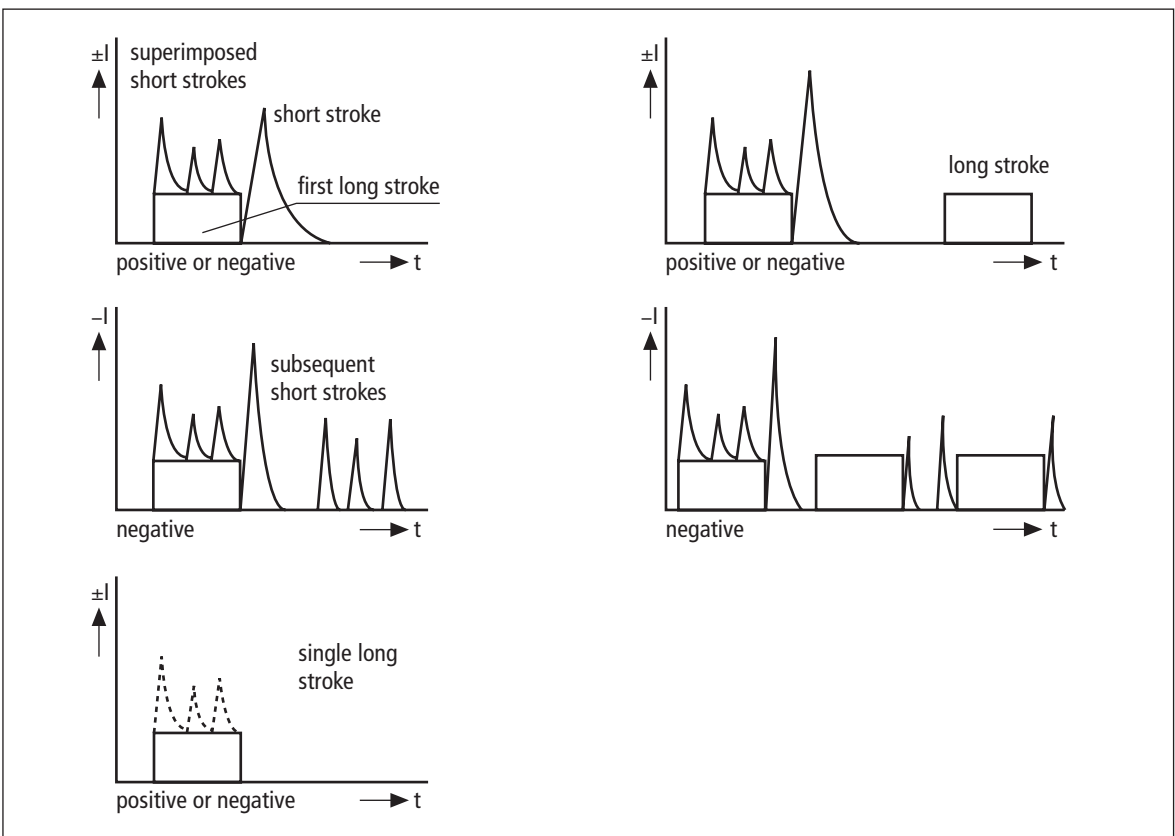 ±I
superimposed
short strokes
short stroke
first long stroke
positive or negative
t
±I
long stroke
positive or negative
t
–I
subsequent
short strokes
negative
t
–I
negative
t
±I
single long
stroke
positive or negative
t